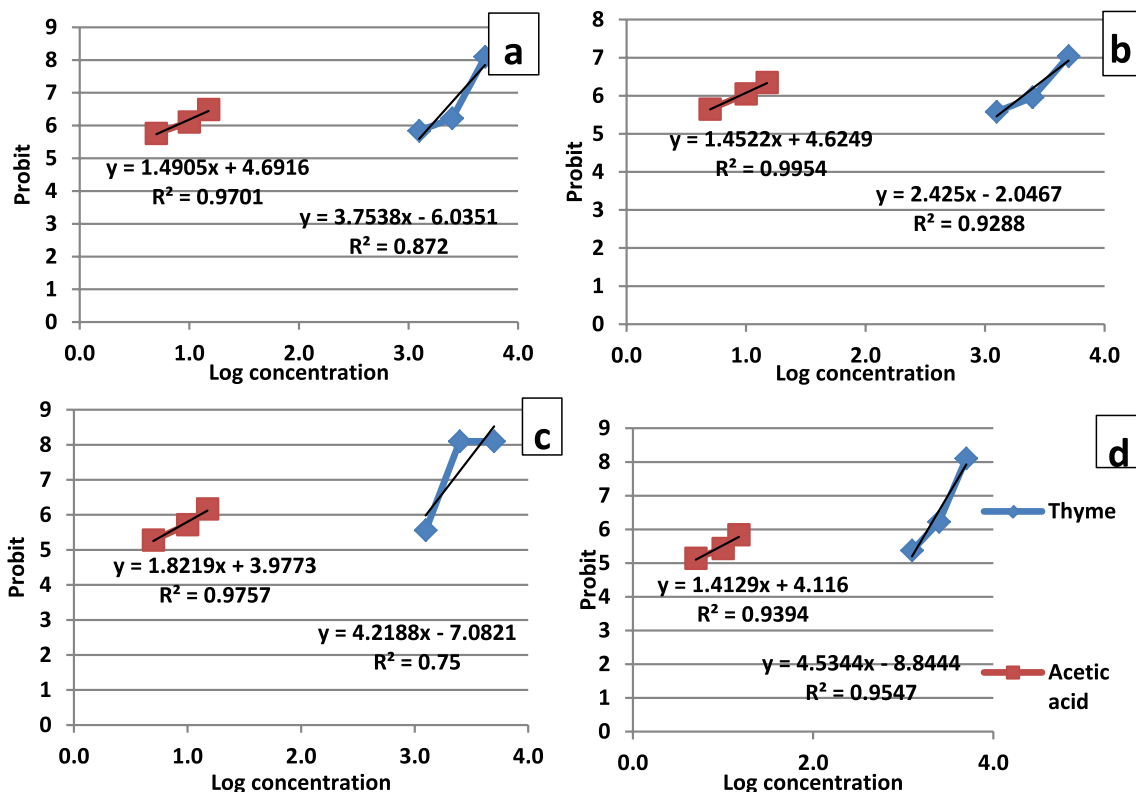 a
Probit
9
8
7
6
5
4
3
2
1
0
y = 1.4905x + 4.6916
R² = 0.9701
y = 3.7538x - 6.0351
R² = 0.872
0.0 1.0 2.0 3.0 4.0
Log concentration
b
Probit
8
7
6
5
4
3
2
1
0
y = 1.4522x + 4.6249
R² = 0.9954
y = 2.425x - 2.0467
R² = 0.9288
0.0 1.0 2.0 3.0 4.0
Log concentration
c
Probit
9
8
7
6
5
4
3
2
1
0
y = 1.8219x + 3.9773
R² = 0.9757
y = 4.2188x - 7.0821
R² = 0.75
0.0 1.0 2.0 3.0 4.0
Log concentration
d
Probit
9
8
7
6
5
4
3
2
1
0
y = 1.4129x + 4.116
R² = 0.9394
y = 4.5344x - 8.8444
R² = 0.9547
0.0 2.0 4.0
Log concentration
Thyme
Acetic
acid